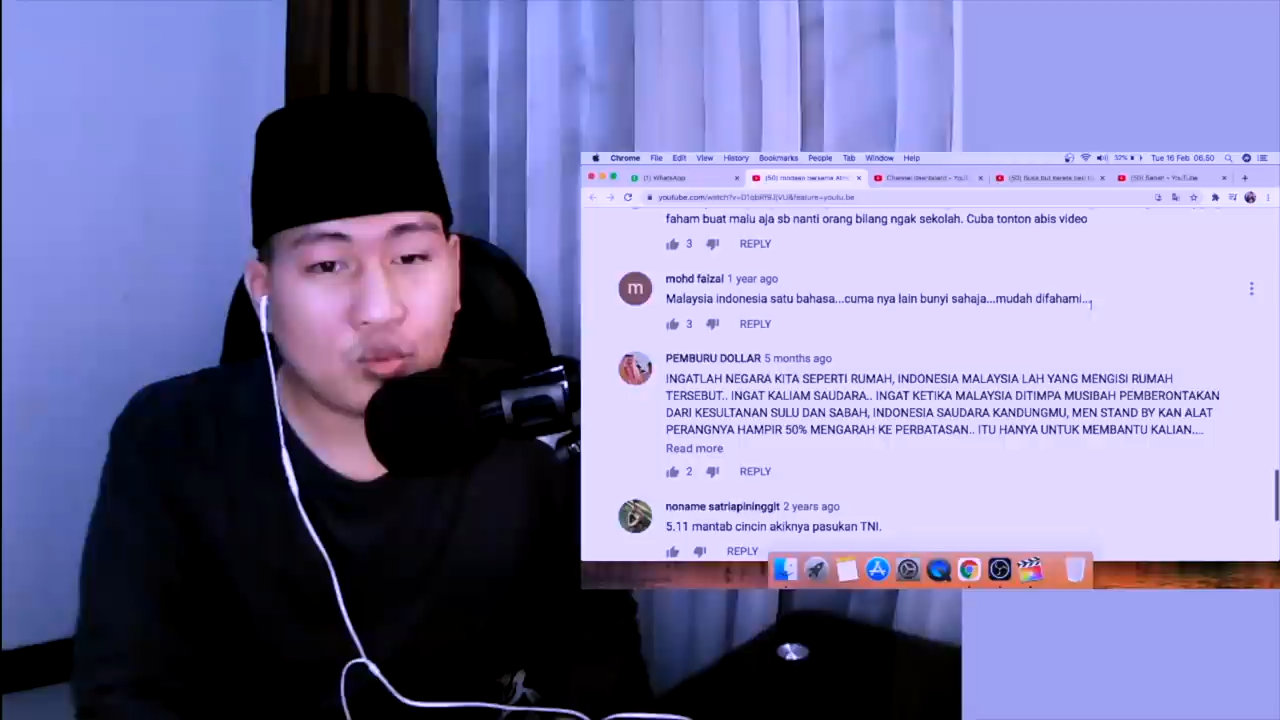 Chrome File Edit View History Bookmarks People Tab Window Help 32% Tue 16 Feb 06.50
(1) WhatsApp
(50) Sabah - YouTube
faham buat malu aja sb nanti orang bilang ngak sekolah. Cuba tonton abis video
3 REPLY
m
mohd faizal 1 year ago
Malaysia indonesia satu bahasa...cuma nya lain bunyi sahaja...mudah difahami...
3 REPLY
PEMBURU DOLLAR 5 months ago
INGATLAH NEGARA KITA SEPERTI RUMAH, INDONESIA MALAYSIA LAH YANG MENGISI RUMAH
TERSEBUT.. INGAT KALIAM SAUDARA.. INGAT KETIKA MALAYSIA DITIMPA MUSIBAH PEMBERONTAKAN
DARI KESULTANAN SULU DAN SABAH, INDONESIA SAUDARA KANDUNGMU, MEN STAND BY KAN ALAT
PERANGNYA HAMPIR 50% MENGARAH KE PERBATASAN.. ITU HANYA UNTUK MEMBANTU KALIAN....
Read more
2 REPLY
noname satriapininggit 2 years ago
5.11 mantab cincin akiknya pasukan TNI.
REPLY